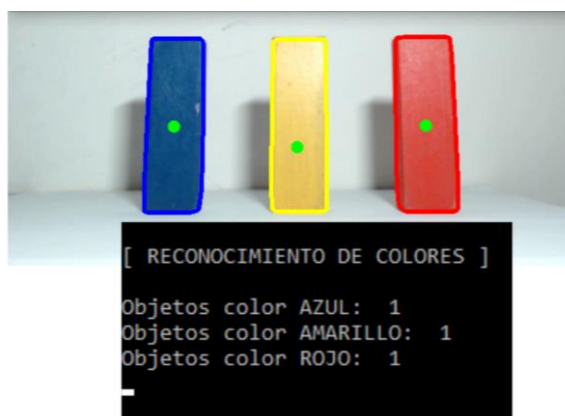 [ RECONOCIMIENTO DE COLORES ]
Objetos color AZUL: 1
Objetos color AMARILLO: 1
Objetos color ROJO: 1